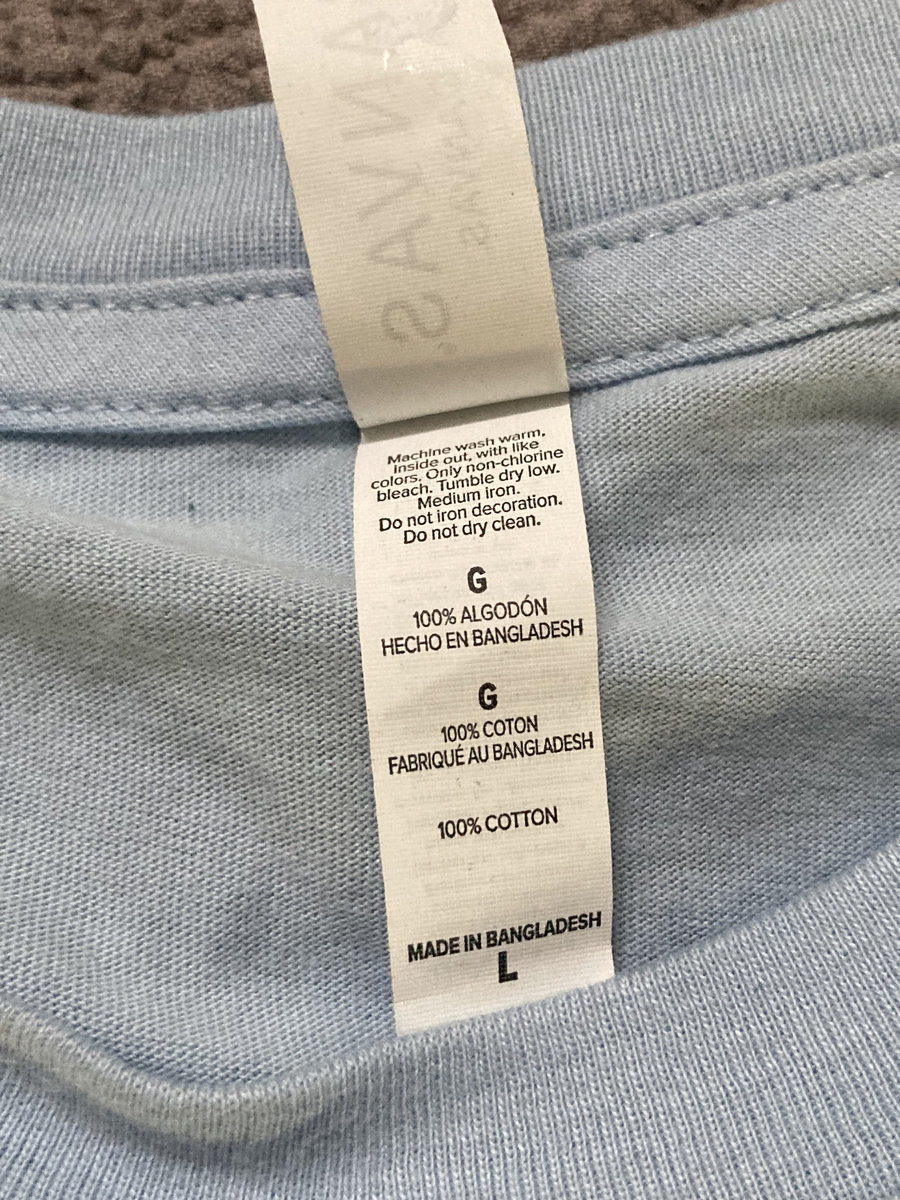 Machine wash warm,
Inside out, with like
colors. Only non-chlorine
bleach. Tumble dry low.
Medium iron.
Do not iron decoration.
Do not dry clean.
G
100% ALGODÓN
HECHO EN BANGLADESH
G
100% COTON
FABRIQUÉ AU BANGLADESH
100% COTTON
MADE IN BANGLADESH
L